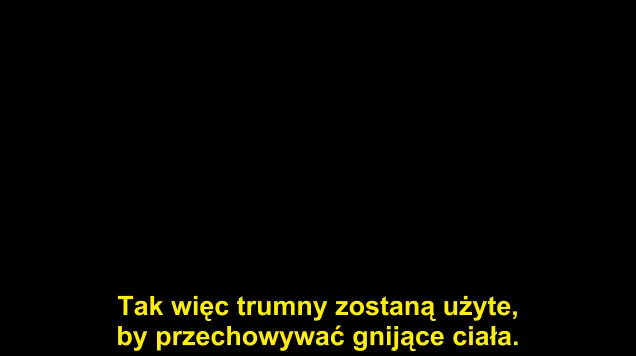 Tak więc trumny zostaną użyte,
by przechowywać gnijące ciała.